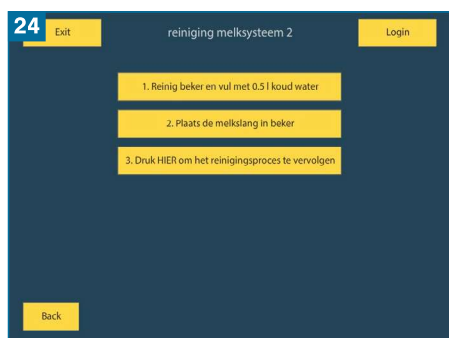 24
Exit
reiniging melksysteem 2
Login
1. Reinig beker en vul met 0.5 l koud water
2. Plaats de melkslang in beker
3. Druk HIER om het reinigingsproces te vervolgen
Back